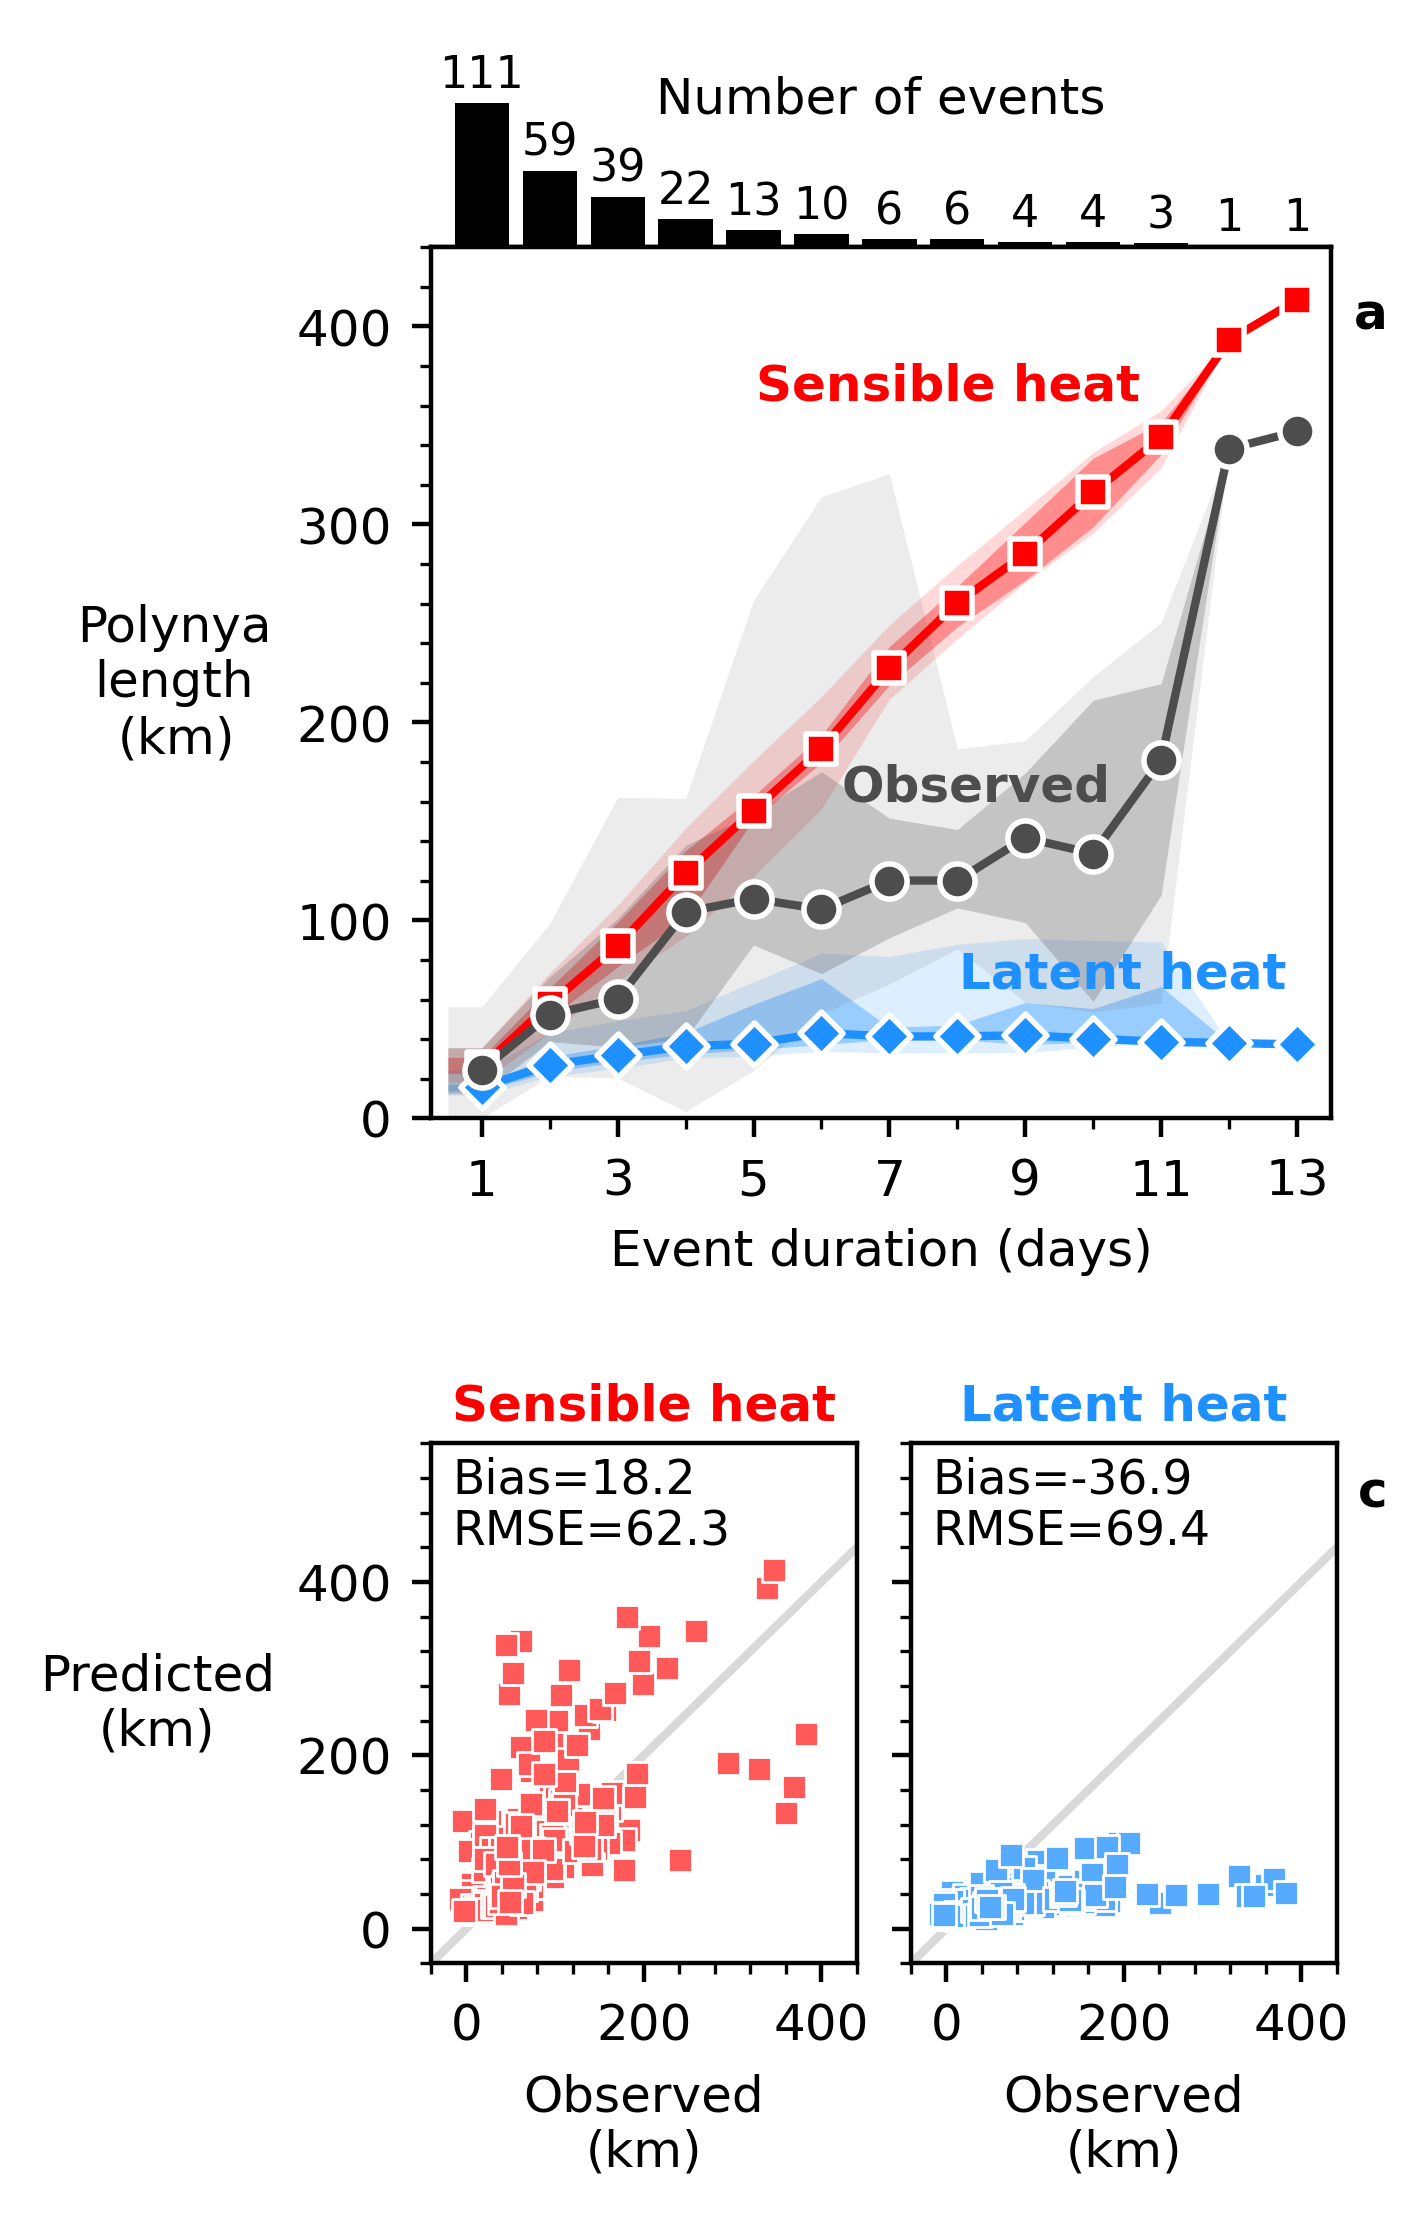 111
59
39
22
13
10
6
6
4
4
3
1
1
Number of events
a
400
300
200
100
0
Sensible heat
Observed
Latent heat
Polynya
length
(km)
1
3
5
7
9
11
13
Event duration (days)
Sensible heat
Latent heat
Bias=18.2
RMSE=62.3
Bias=-36.9
RMSE=69.4
c
400
200
0
Predicted
(km)
0
200
400
0
200
400
Observed
(km)
Observed
(km)